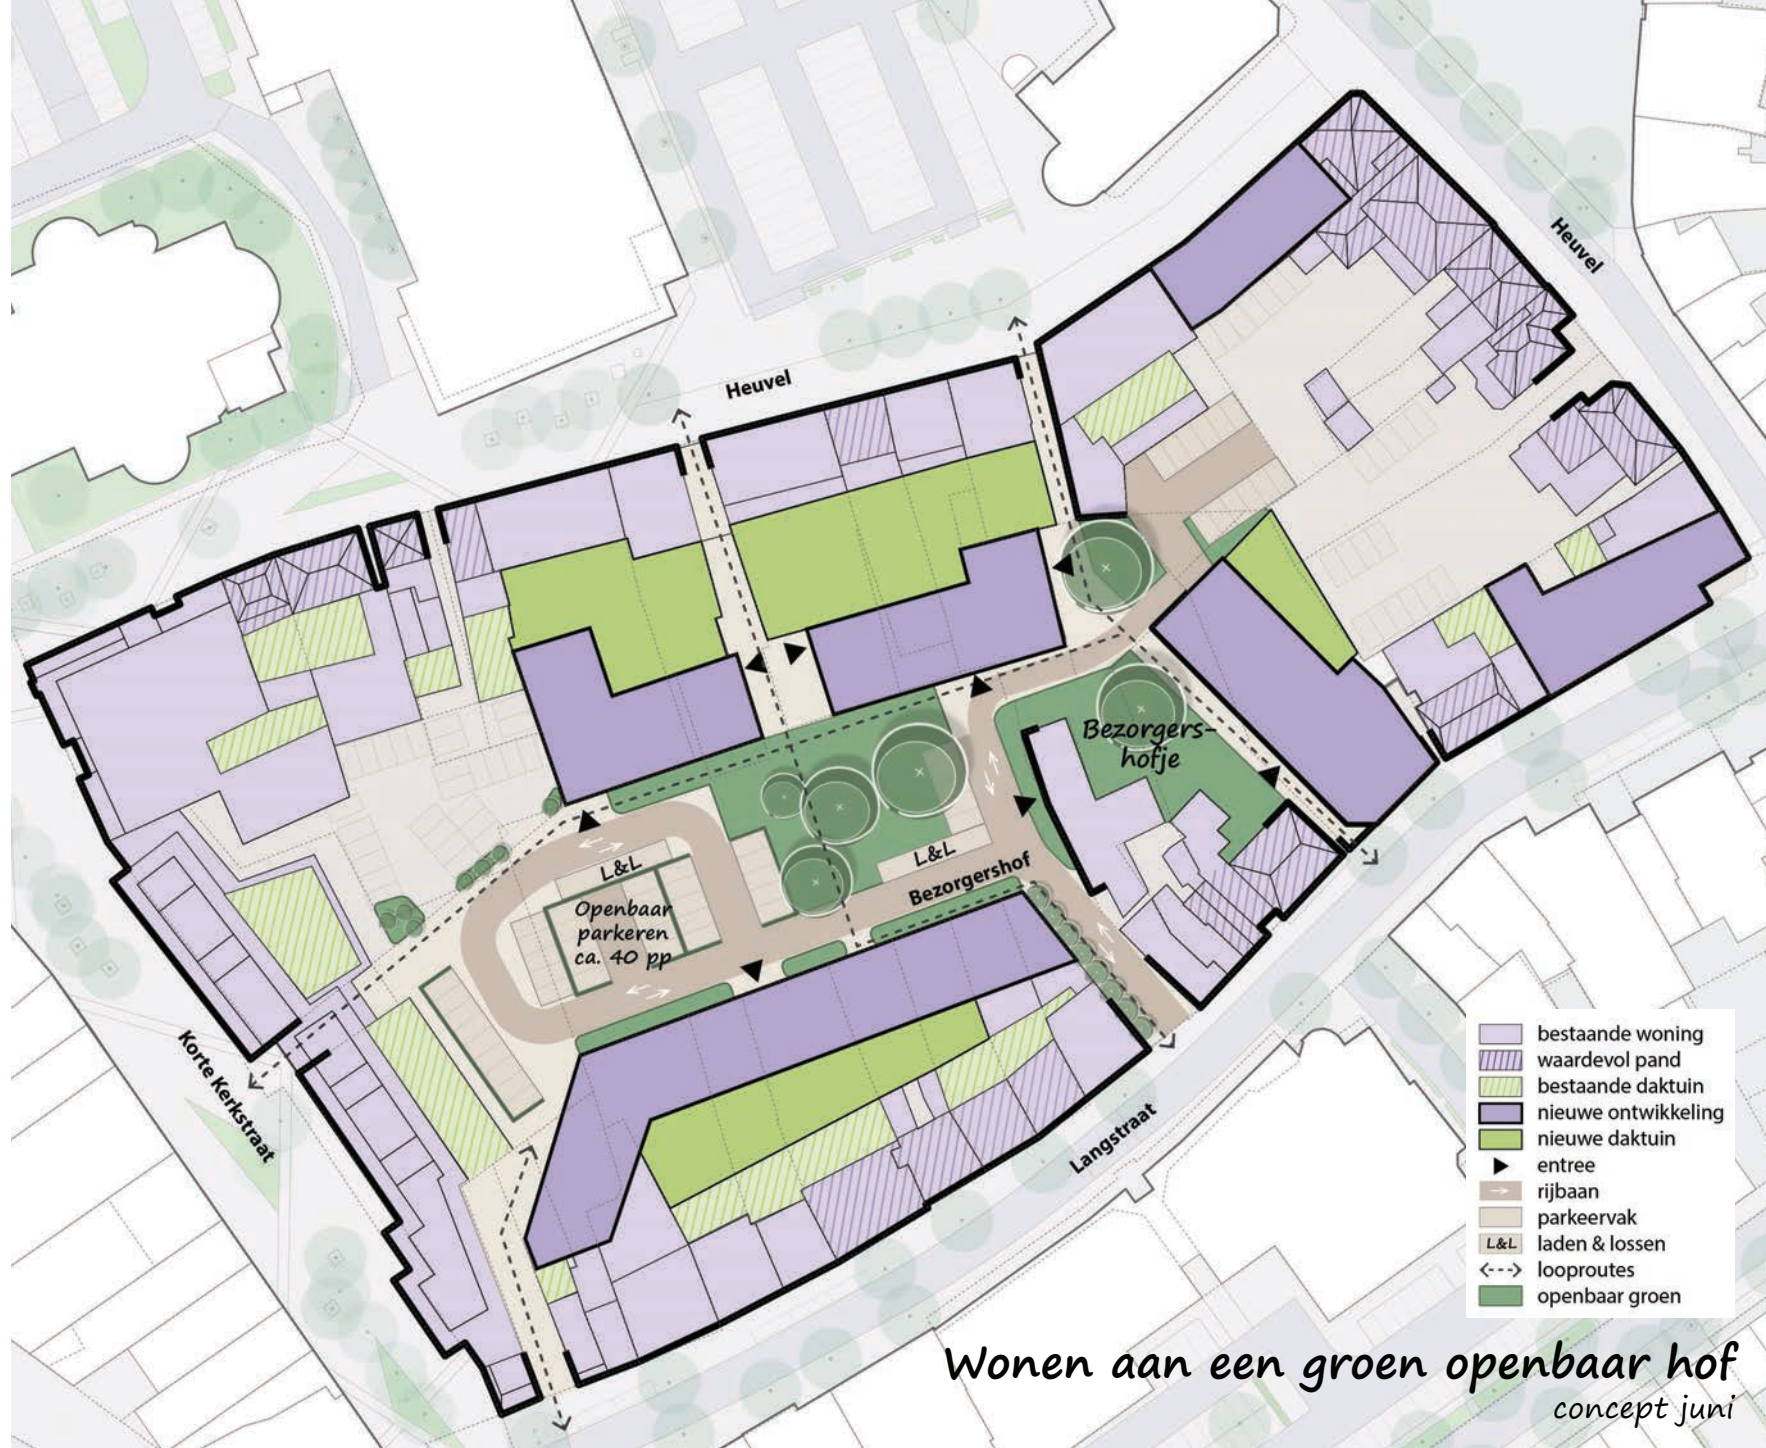 Heuvel
Heuvel
Bezorgers-
hofje
L&L
L&L
Bezorgershof
Openbaar
parkeren
ca. 40 pp
Korte Kerkstraat
Langstraat
bestaande woning
waardevol pand
bestaande daktuin
nieuwe ontwikkeling
nieuwe daktuin
entree
rijbaan
parkeervak
L&L laden & lossen
looproutes
openbaar groen
Wonen aan een groen openbaar hof
concept juni